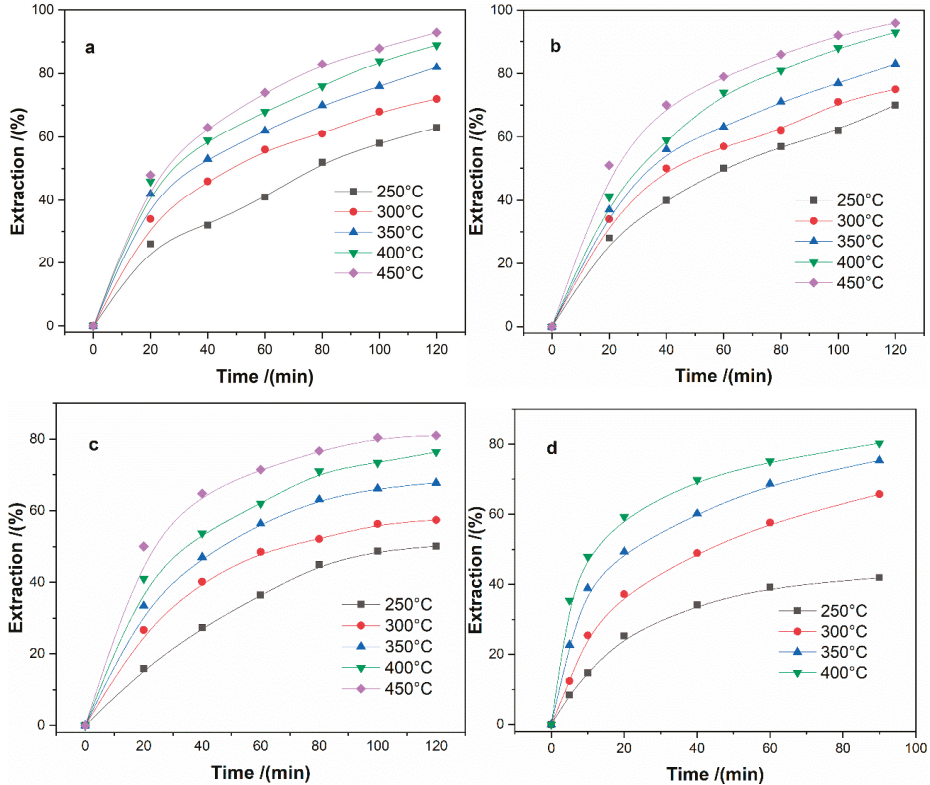 a
Extraction /(%)
100
80
60
40
20
0
250°C
300°C
350°C
400°C
450°C
0 20 40 60 80 100 120
Time /(min)
b
Extraction /(%)
100
80
60
40
20
0
250°C
300°C
350°C
400°C
450°C
0 20 40 60 80 100 120
Time /(min)
c
Extraction /(%)
80
60
40
20
0
250°C
300°C
350°C
400°C
450°C
0 20 40 60 80 100 120
Time /(min)
d
Extraction /(%)
80
60
40
20
0
250°C
300°C
350°C
400°C
0 20 40 60 80 100
Time /(min)